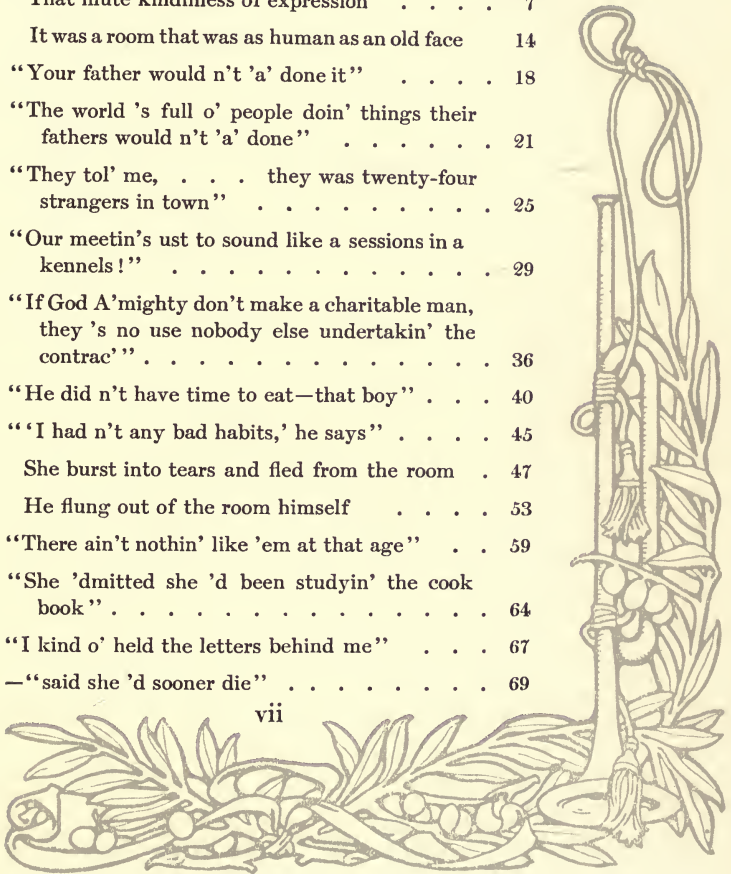 That mute kindliness of expression . . . . 7
It was a room that was as human as an old face 14
“Your father would n't 'a' done it” . . . . 18
“The world 's full o' people doin' things their
fathers would n't 'a' done” . . . . . . 21
“They tol' me, . . . they was twenty-four
strangers in town” . . . . . . . . . . 25
“Our meetin's ust to sound like a sessions in a
kennels!” . . . . . . . . . . . . . . 29
“If God A'mighty don't make a charitable man,
they 's no use nobody else undertakin' the
contrac'” . . . . . . . . . . . . . . . 36
“He did n't have time to eat—that boy” . . . 40
“‘I had n't any bad habits,’ he says” . . . . 45
She burst into tears and fled from the room . 47
He flung out of the room himself . . . . 53
“There ain't nothin' like 'em at that age” . . 59
“She 'dmitted she 'd been studyin' the cook
book” . . . . . . . . . . . . . . . . 64
“I kind o' held the letters behind me” . . . 67
—“said she 'd sooner die” . . . . . . . . 69
vii